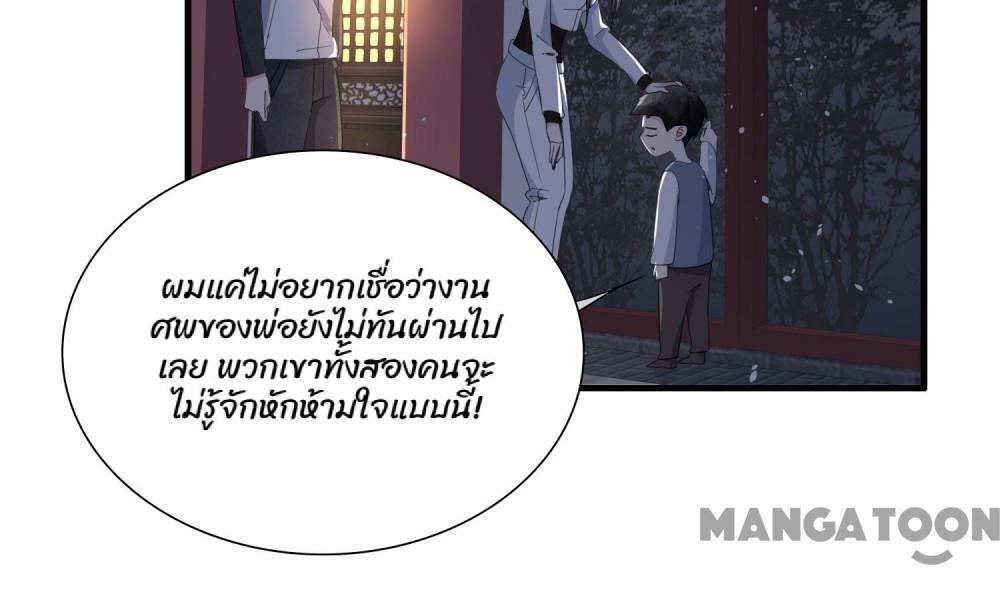 ผมแค่ไม่อยากเชื่อว่างาน
ศพของพ่อยังไม่ทันผ่านไป
เลย พวกเขาทั้งสองคนจะ
ไม่รู้จักหักห้ามใจแบบนี้!
MANGATOON